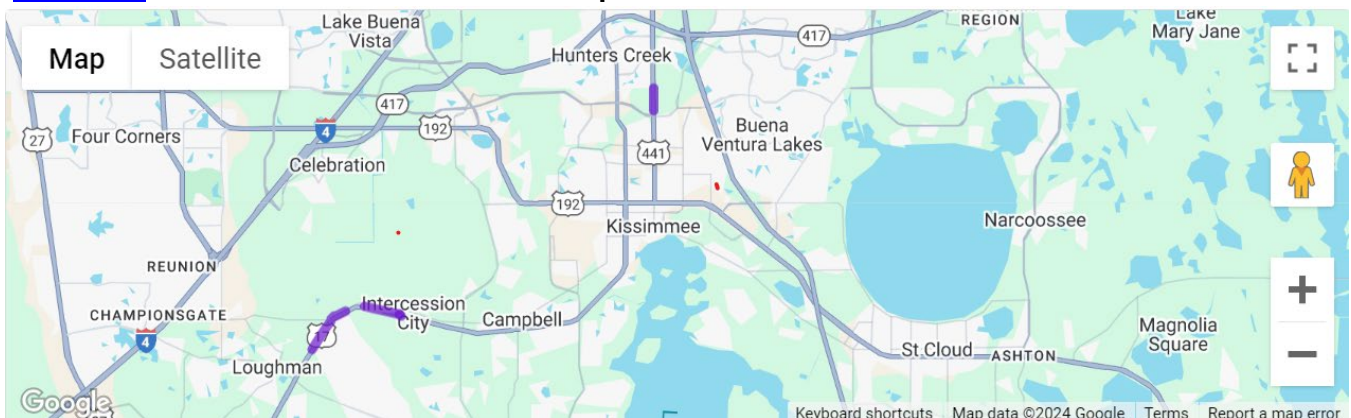 Lake Buena
Vista
REGION
Lake
Mary Jane
Map
Satellite
417
Hunters Creek
417
27
Four Corners
4
192
Buena
Ventura Lakes
441
Celebration
192
Kissimmee
Narcoossee
REUNION
CHAMPIONSGATE
Intercession
City
Campbell
17
4
Loughman
St Cloud
ASHTON
Magnolia
Square
+
−
Google
Keyboard shortcuts
Map data ©2024 Google
Terms
Report a map error